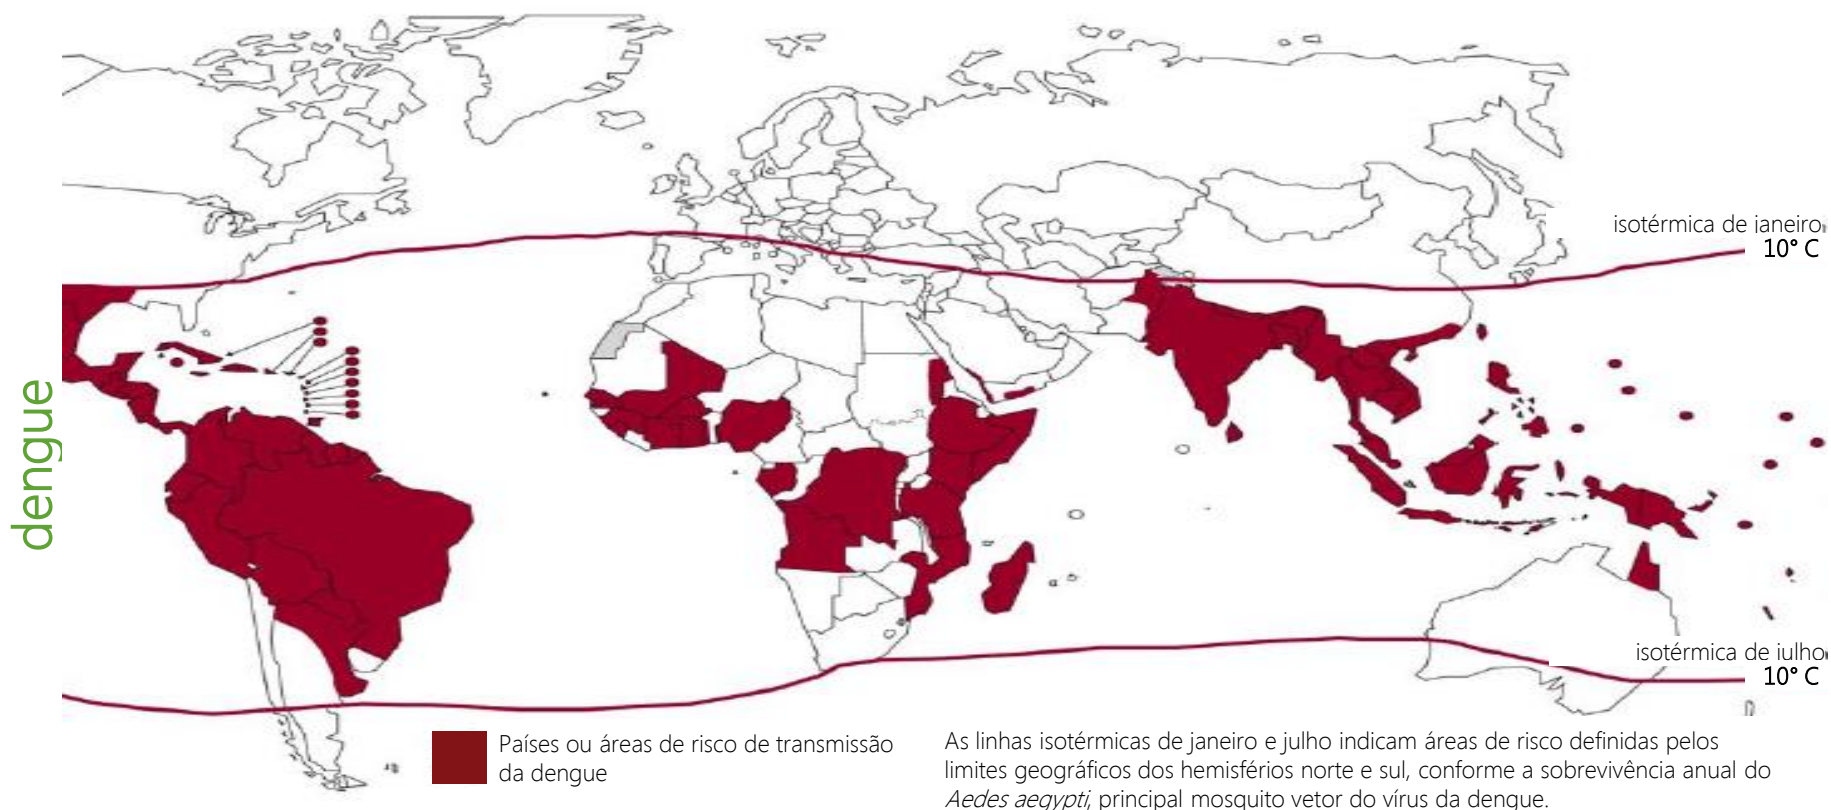 dengue
isotérmica de janeiro
10° C
isotérmica de julho
10° C
Países ou áreas de risco de transmissão
da dengue
As linhas isotérmicas de janeiro e julho indicam áreas de risco definidas pelos
limites geográficos dos hemisférios norte e sul, conforme a sobrevivência anual do
Aedes aegypti, principal mosquito vetor do vírus da dengue.